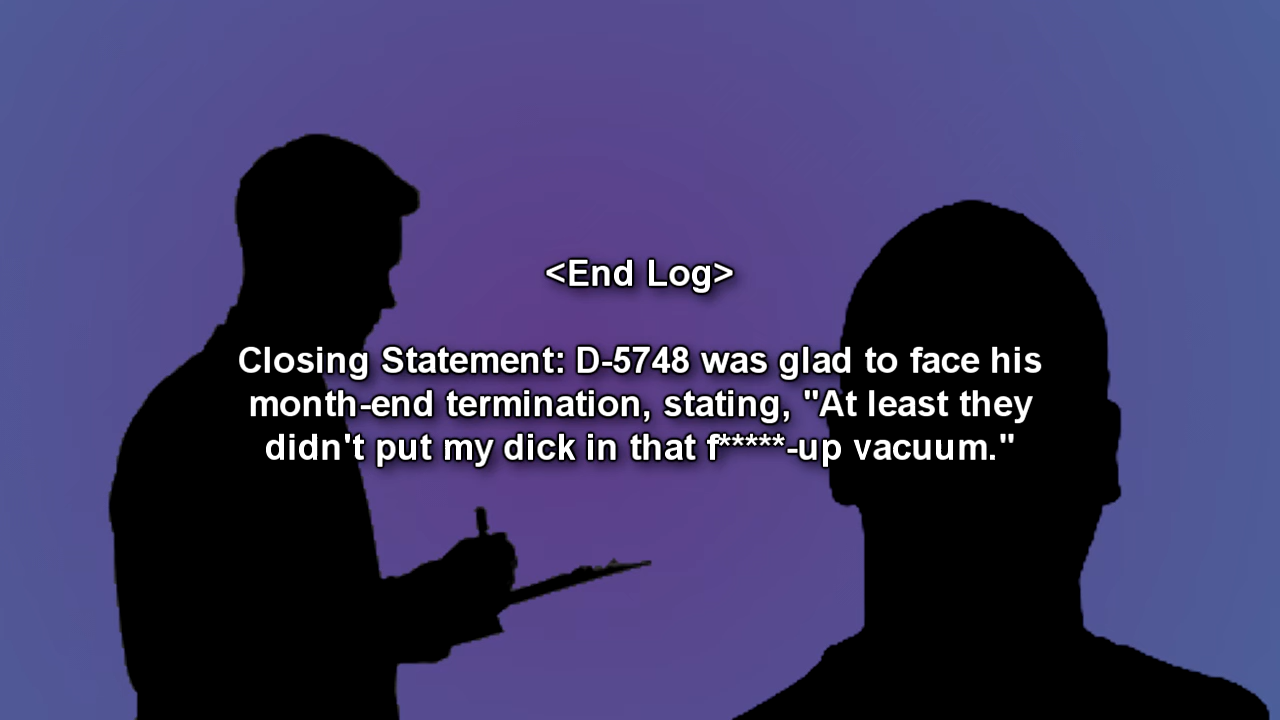 <End Log>
Closing Statement: D-5748 was glad to face his
month-end termination, stating, "At least they
didn't put my dick in that f*****-up vacuum."